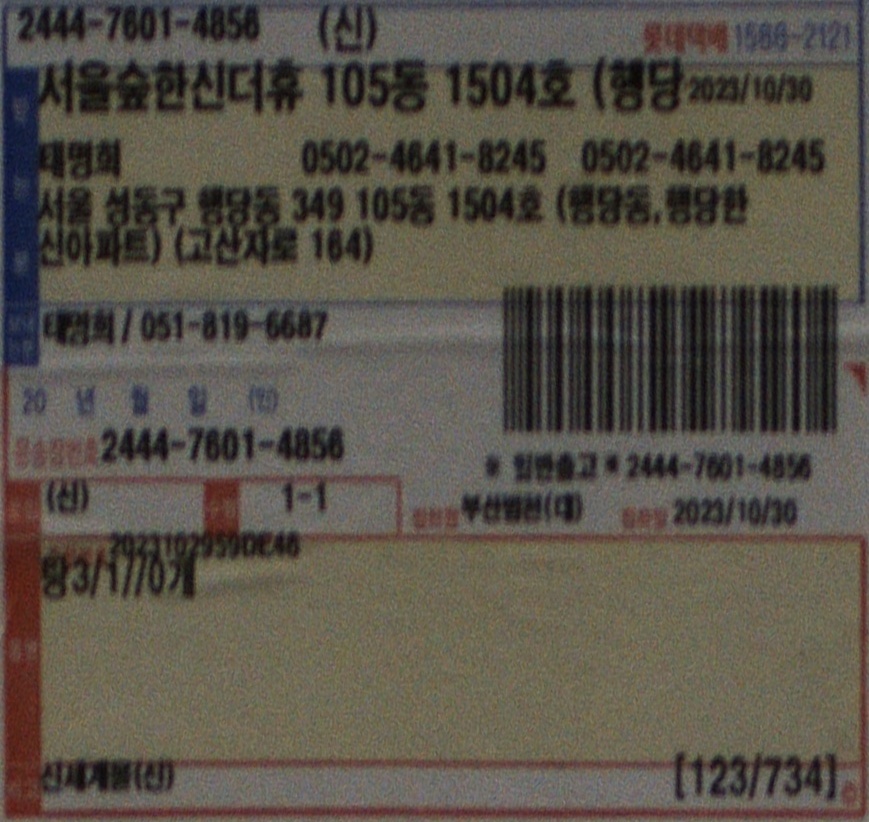 2444-7601-4856 (신) 롯데택배 1588-2121
서울숲한신더휴 105동 1504호 (행당 2023/10/30
태명희 0502-4641-8245 0502-4641-8245
서울 성동구 행당동 349 105동 1504호 (행당동,행당한
신아파트) (고산자로 164)
태명희 / 051-819-6687
20 년 월 일 (인)
운송장번호 2444-7601-4856
* 일반출고 * 2444-7601-4856
(신) 1-1 부산범천(대) 2023/10/30
2023102959DE46
탕3/1//0개
신세계몰(신) [123/734]